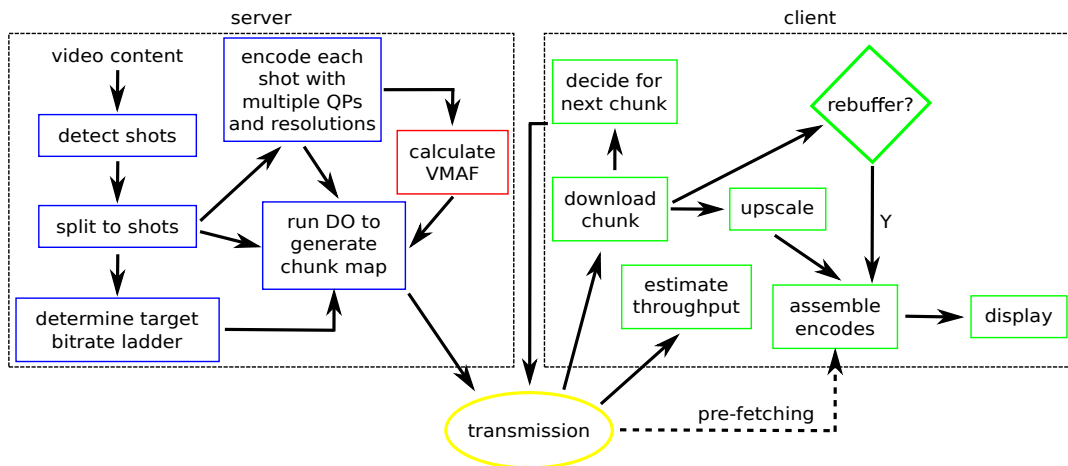 server
video content
detect shots
split to shots
determine target
bitrate ladder
encode each
shot with
multiple QPs
and resolutions
calculate
VMAF
run DO to
generate
chunk map
client
decide for
next chunk
download
chunk
rebuffer?
upscale
Y
estimate
throughput
assemble
encodes
display
transmission
pre-fetching